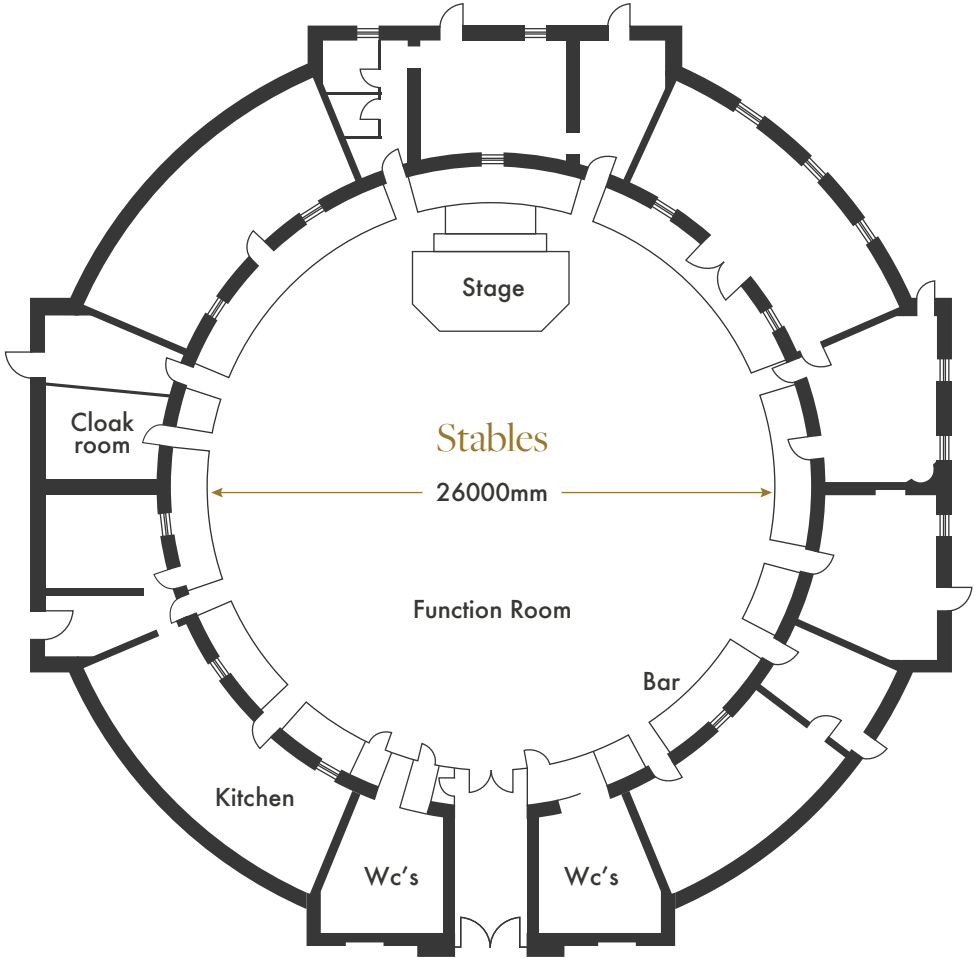 Stage
Cloak
room
Stables
26000mm
Function Room
Bar
Kitchen
Wc’s
Wc’s